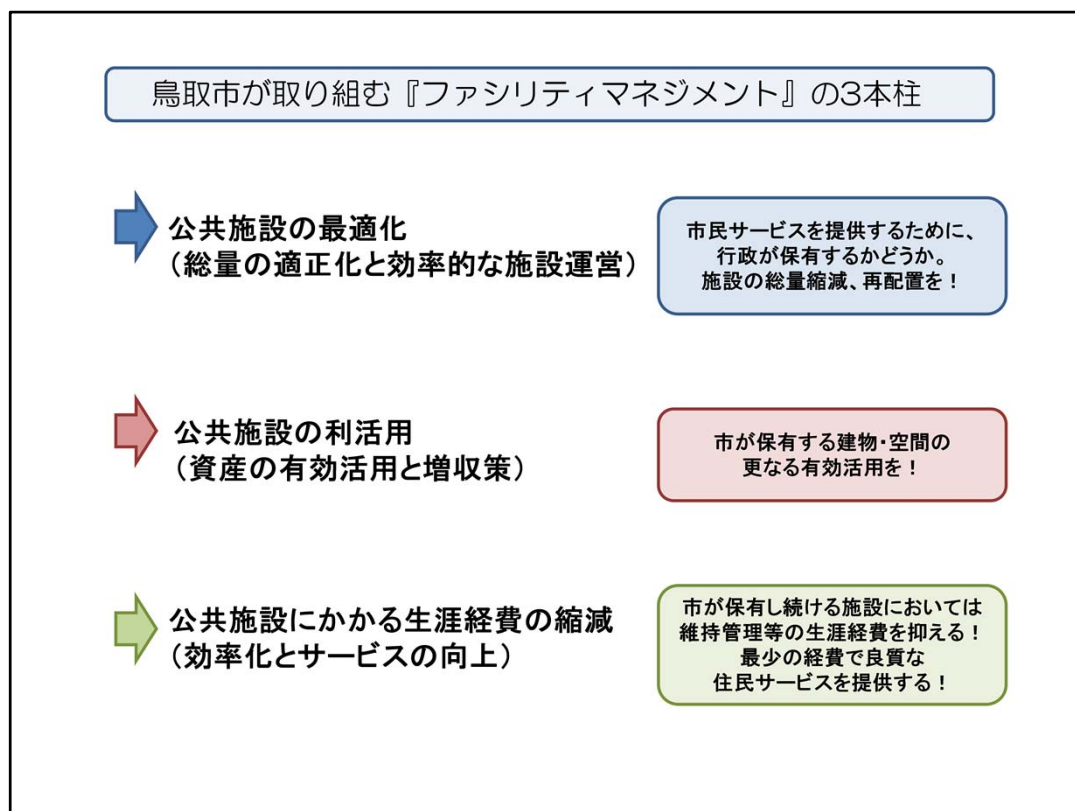 鳥取市が取り組む『ファシリティマネジメント』の3本柱
公共施設の最適化
（総量の適正化と効率的な施設運営）
市民サービスを提供するために、
行政が保有するかどうか。
施設の総量縮減、再配置を！
公共施設の利活用
（資産の有効活用と増収策）
市が保有する建物・空間の
更なる有効活用を！
公共施設にかかる生涯経費の縮減
（効率化とサービスの向上）
市が保有し続ける施設においては
維持管理等の生涯経費を抑える！
最少の経費で良質な
住民サービスを提供する！